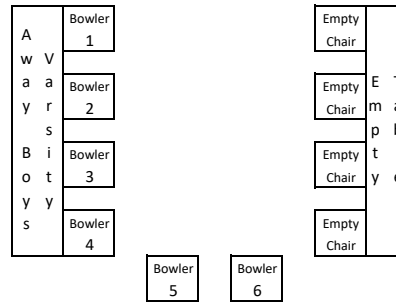 Away Boys
Varsity
Bowler
1
Bowler
2
Bowler
3
Bowler
4
Bowler
5
Bowler
6
Empty
Chair
Empty
Chair
Empty
Chair
Empty
Chair
Empty